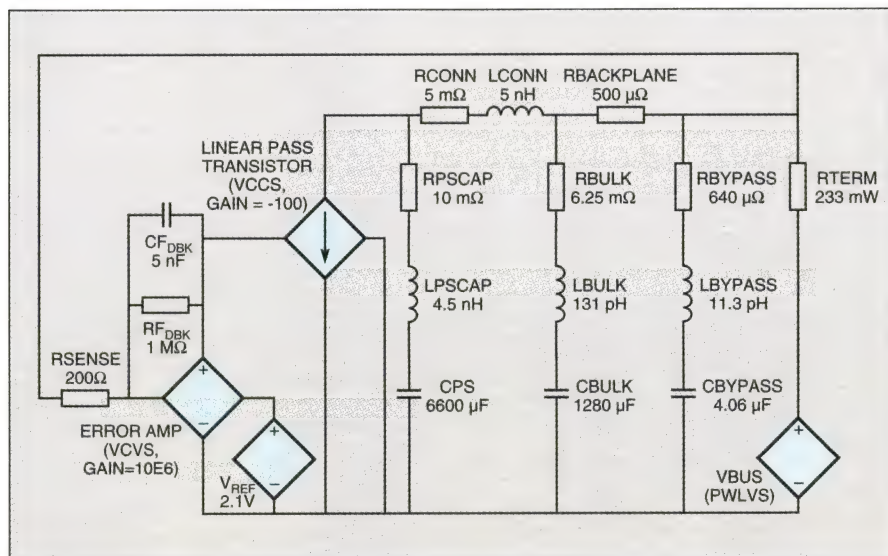 RCONN
5 mΩ
LCONN
5 nH
RBACKPLANE
500 μΩ
LINEAR PASS
TRANSISTOR
(VCCS,
GAIN = -100)
RPSCAP
10 mΩ
RBULK
6.25 mΩ
RBYPASS
640 μΩ
RTERM
233 mW
CFDBK
5 nF
LPSCAP
4.5 nH
LBULK
131 pH
LBYPASS
11.3 pH
RFDBK
1 MΩ
RSENSE
200Ω
+
−
ERROR AMP
(VCVS,
GAIN=10E6)
+
−
VREF
2.1V
CPS
6600 μF
CBULK
1280 μF
CBYPASS
4.06 μF
+
−
VBUS
(PWLVS)